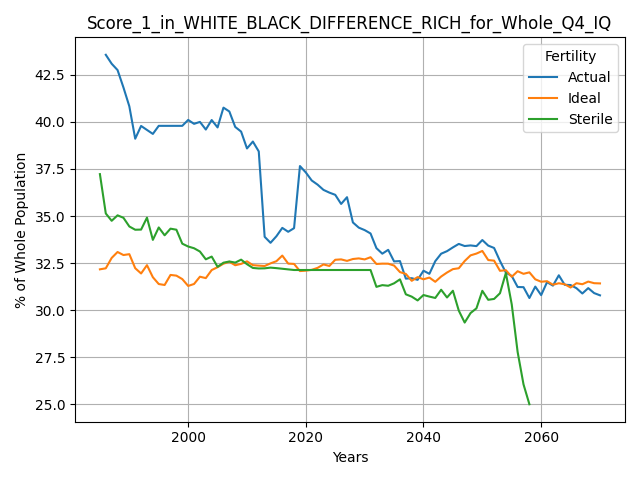 Score_1_in_WHITE_BLACK_DIFFERENCE_RICH_for_Whole_Q4_IQ
Fertility
Actual
Ideal
Sterile
% of Whole Population
42.5
40.0
37.5
35.0
32.5
30.0
27.5
25.0
2000
2020
2040
2060
Years